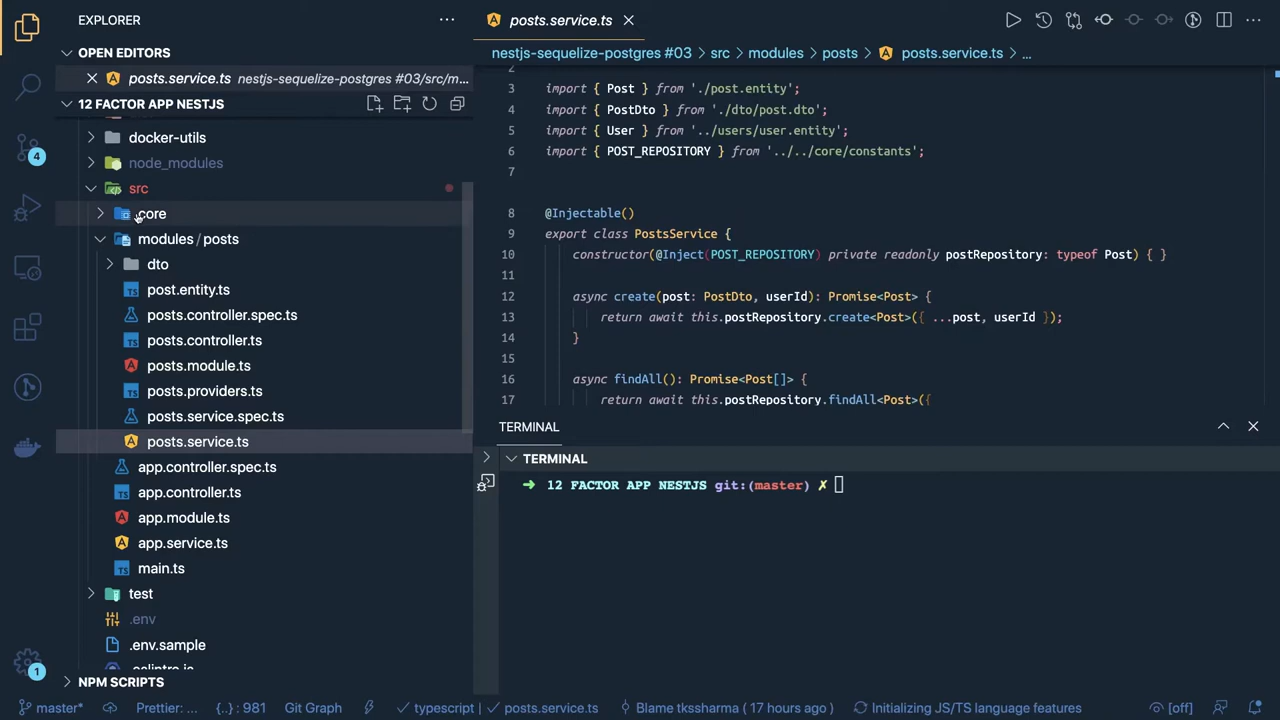 EXPLORER
OPEN EDITORS
posts.service.ts nestjs-sequelize-postgres #03/src/m...
12 FACTOR APP NESTJS
docker-utils
node_modules
src
core
modules / posts
dto
post.entity.ts
posts.controller.spec.ts
posts.controller.ts
posts.module.ts
posts.providers.ts
posts.service.spec.ts
posts.service.ts
app.controller.spec.ts
app.controller.ts
app.module.ts
app.service.ts
main.ts
test
.env
.env.sample
.eslintrc.js
NPM SCRIPTS
4
1
posts.service.ts
nestjs-sequelize-postgres #03 > src > modules > posts > posts.service.ts > ...
2
3 import { Post } from './post.entity';
4 import { PostDto } from './dto/post.dto';
5 import { User } from '../users/user.entity';
6 import { POST_REPOSITORY } from '../../core/constants';
7
8 @Injectable()
9 export class PostsService {
10 constructor(@Inject(POST_REPOSITORY) private readonly postRepository: typeof Post) { }
11
12 async create(post: PostDto, userId): Promise<Post> {
13 return await this.postRepository.create<Post>({ ...post, userId });
14 }
15
16 async findAll(): Promise<Post[]> {
17 return await this.postRepository.findAll<Post>({
TERMINAL
TERMINAL
➜ 12 FACTOR APP NESTJS git:(master) ✗
master* Prettier: ... {..} : 981 Git Graph typescript | posts.service.ts Blame tkssharma ( 17 hours ago ) Initializing JS/TS language features [off]